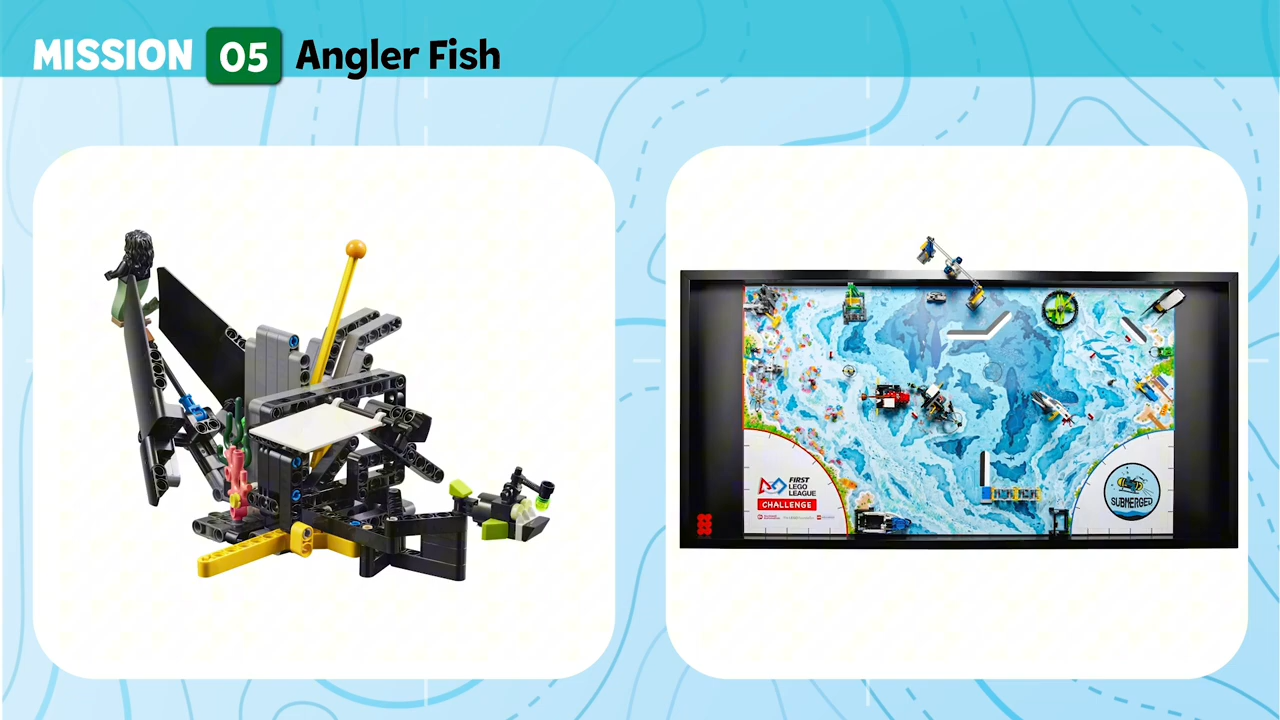 MISSION 05 Angler Fish
FIRST
LEGO
LEAGUE
CHALLENGE
SUBMERGED